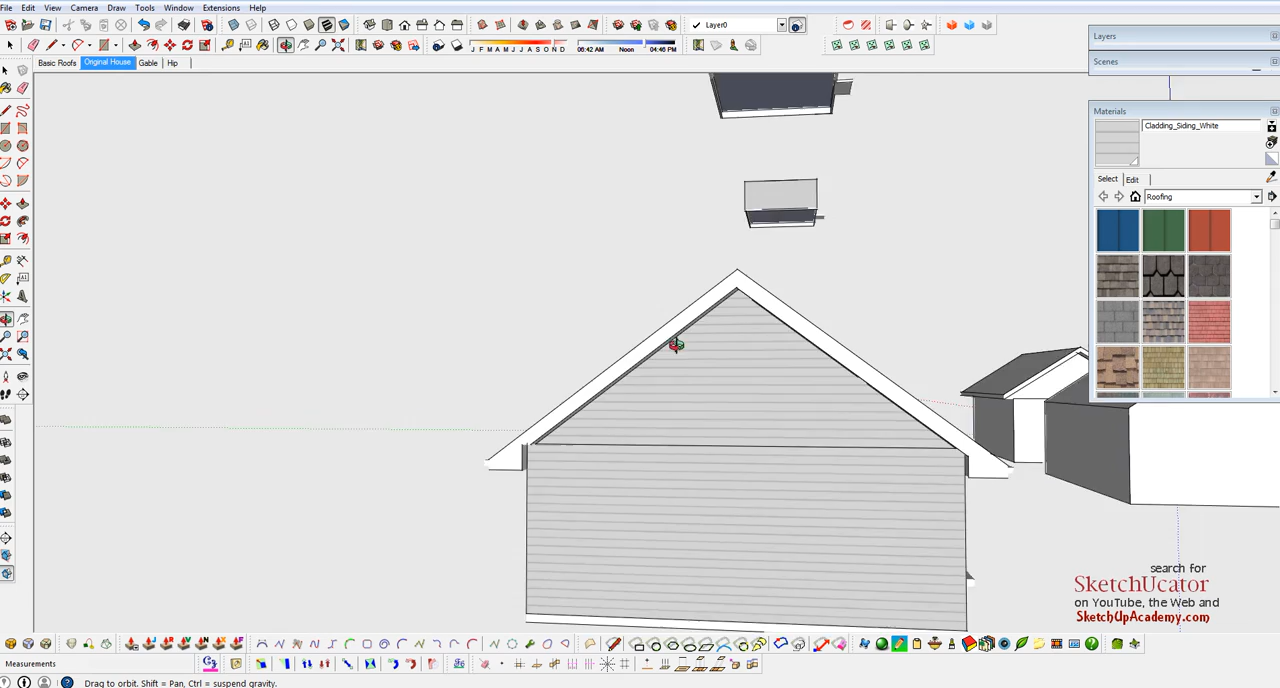 File Edit View Camera Draw Tools Window Extensions Help
Layer0
J F M A M J J A S O N D 06:42 AM Noon 04:46 PM
Basic Roofs Original House Gable Hip
Layers
Scenes
Materials
Cladding_Siding_White
Select Edit
Roofing
search for
SketchUcator
on YouTube, the Web and
SketchUpAcademy.com
Measurements
Drag to orbit. Shift = Pan, Ctrl = suspend gravity.